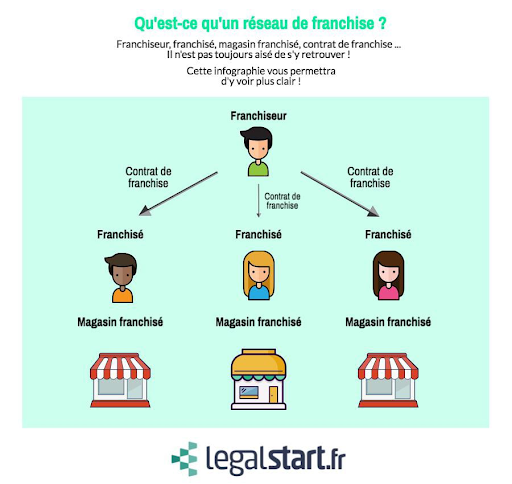 Qu'est-ce qu'un réseau de franchise ?
Franchiseur, franchisé, magasin franchisé, contrat de franchise ...
Il n'est pas toujours aisé de s'y retrouver !
Cette infographie vous permettra
d'y voir plus clair !
Franchiseur
Contrat de
franchise
Contrat de
franchise
Contrat de
franchise
Franchisé
Franchisé
Franchisé
Magasin franchisé
Magasin franchisé
Magasin franchisé
legalstart.fr